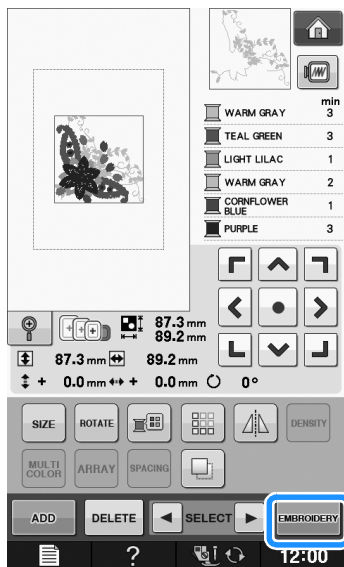 min
WARM GRAY 3
TEAL GREEN 3
LIGHT LILAC 1
WARM GRAY 2
CORNFLOWER
BLUE 1
PURPLE 3
87.3 mm
89.2 mm
87.3 mm 89.2 mm
+ 0.0 mm + 0.0 mm 0°
SIZE ROTATE DENSITY
MULTI
COLOR ARRAY SPACING
ADD DELETE SELECT EMBROIDERY
? 12:00